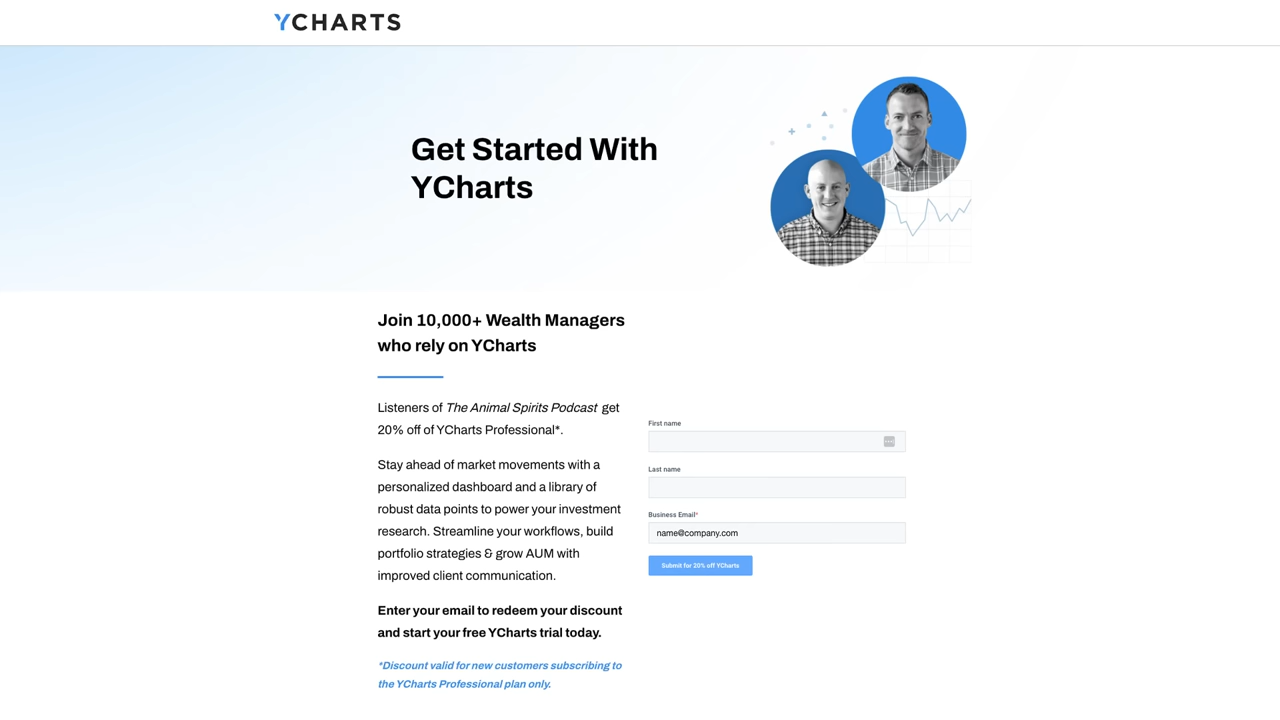 YCHARTS
Get Started With
YCharts
Join 10,000+ Wealth Managers
who rely on YCharts
Listeners of The Animal Spirits Podcast get
20% off of YCharts Professional*.
Stay ahead of market movements with a
personalized dashboard and a library of
robust data points to power your investment
research. Streamline your workflows, build
portfolio strategies & grow AUM with
improved client communication.
Enter your email to redeem your discount
and start your free YCharts trial today.
*Discount valid for new customers subscribing to
the YCharts Professional plan only.
First name
Last name
Business Email*
name@company.com
Submit for 20% off YCharts